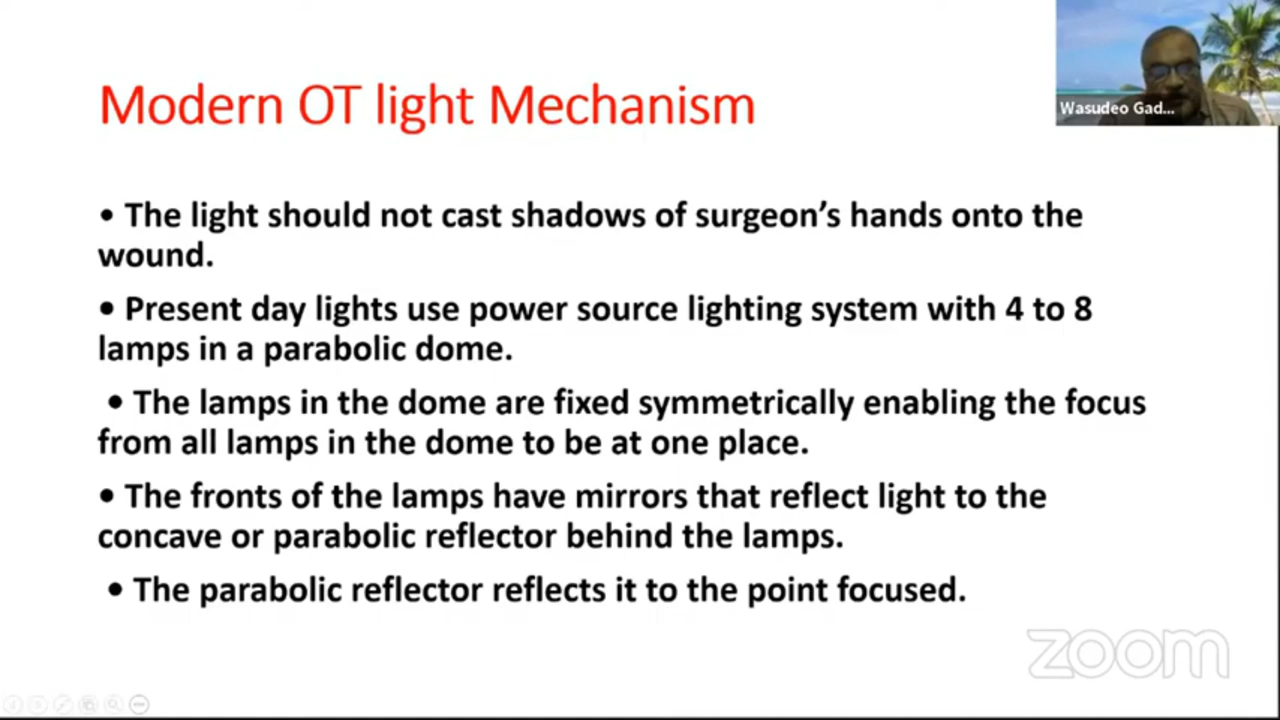 Modern OT light Mechanism
Wasudeo Gad...
• The light should not cast shadows of surgeon’s hands onto the
wound.
• Present day lights use power source lighting system with 4 to 8
lamps in a parabolic dome.
• The lamps in the dome are fixed symmetrically enabling the focus
from all lamps in the dome to be at one place.
• The fronts of the lamps have mirrors that reflect light to the
concave or parabolic reflector behind the lamps.
• The parabolic reflector reflects it to the point focused.
zoom